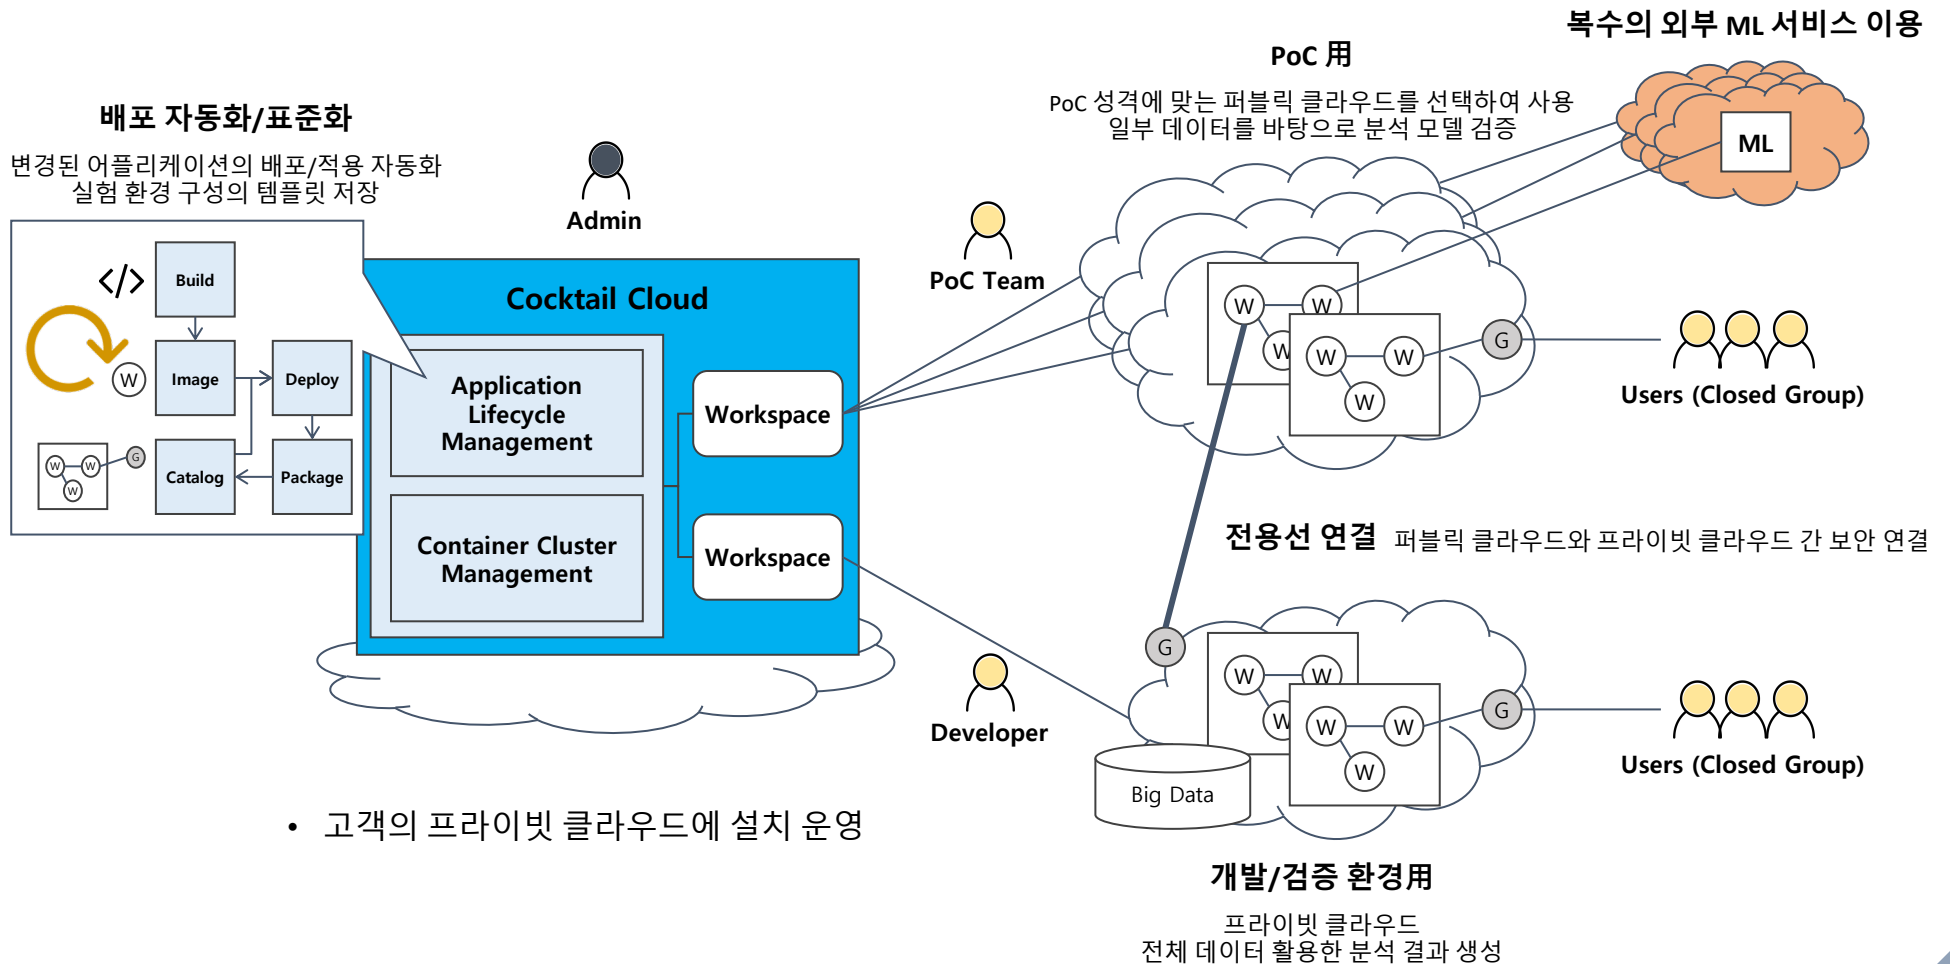 복수의 외부 ML 서비스 이용
PoC 用
PoC 성격에 맞는 퍼블릭 클라우드를 선택하여 사용
일부 데이터를 바탕으로 분석 모델 검증
ML
배포 자동화/표준화
변경된 어플리케이션의 배포/적용 자동화
실험 환경 구성의 템플릿 저장
Admin
PoC Team
</>
Build
W
Image
Deploy
Catalog
Package
W
W
W
G
Cocktail Cloud
Application
Lifecycle
Management
Container Cluster
Management
Workspace
Workspace
W
W
W
W
W
W
G
Users (Closed Group)
전용선 연결 퍼블릭 클라우드와 프라이빗 클라우드 간 보안 연결
G
W
W
W
W
W
W
G
Developer
Users (Closed Group)
Big Data
• 고객의 프라이빗 클라우드에 설치 운영
개발/검증 환경用
프라이빗 클라우드
전체 데이터 활용한 분석 결과 생성